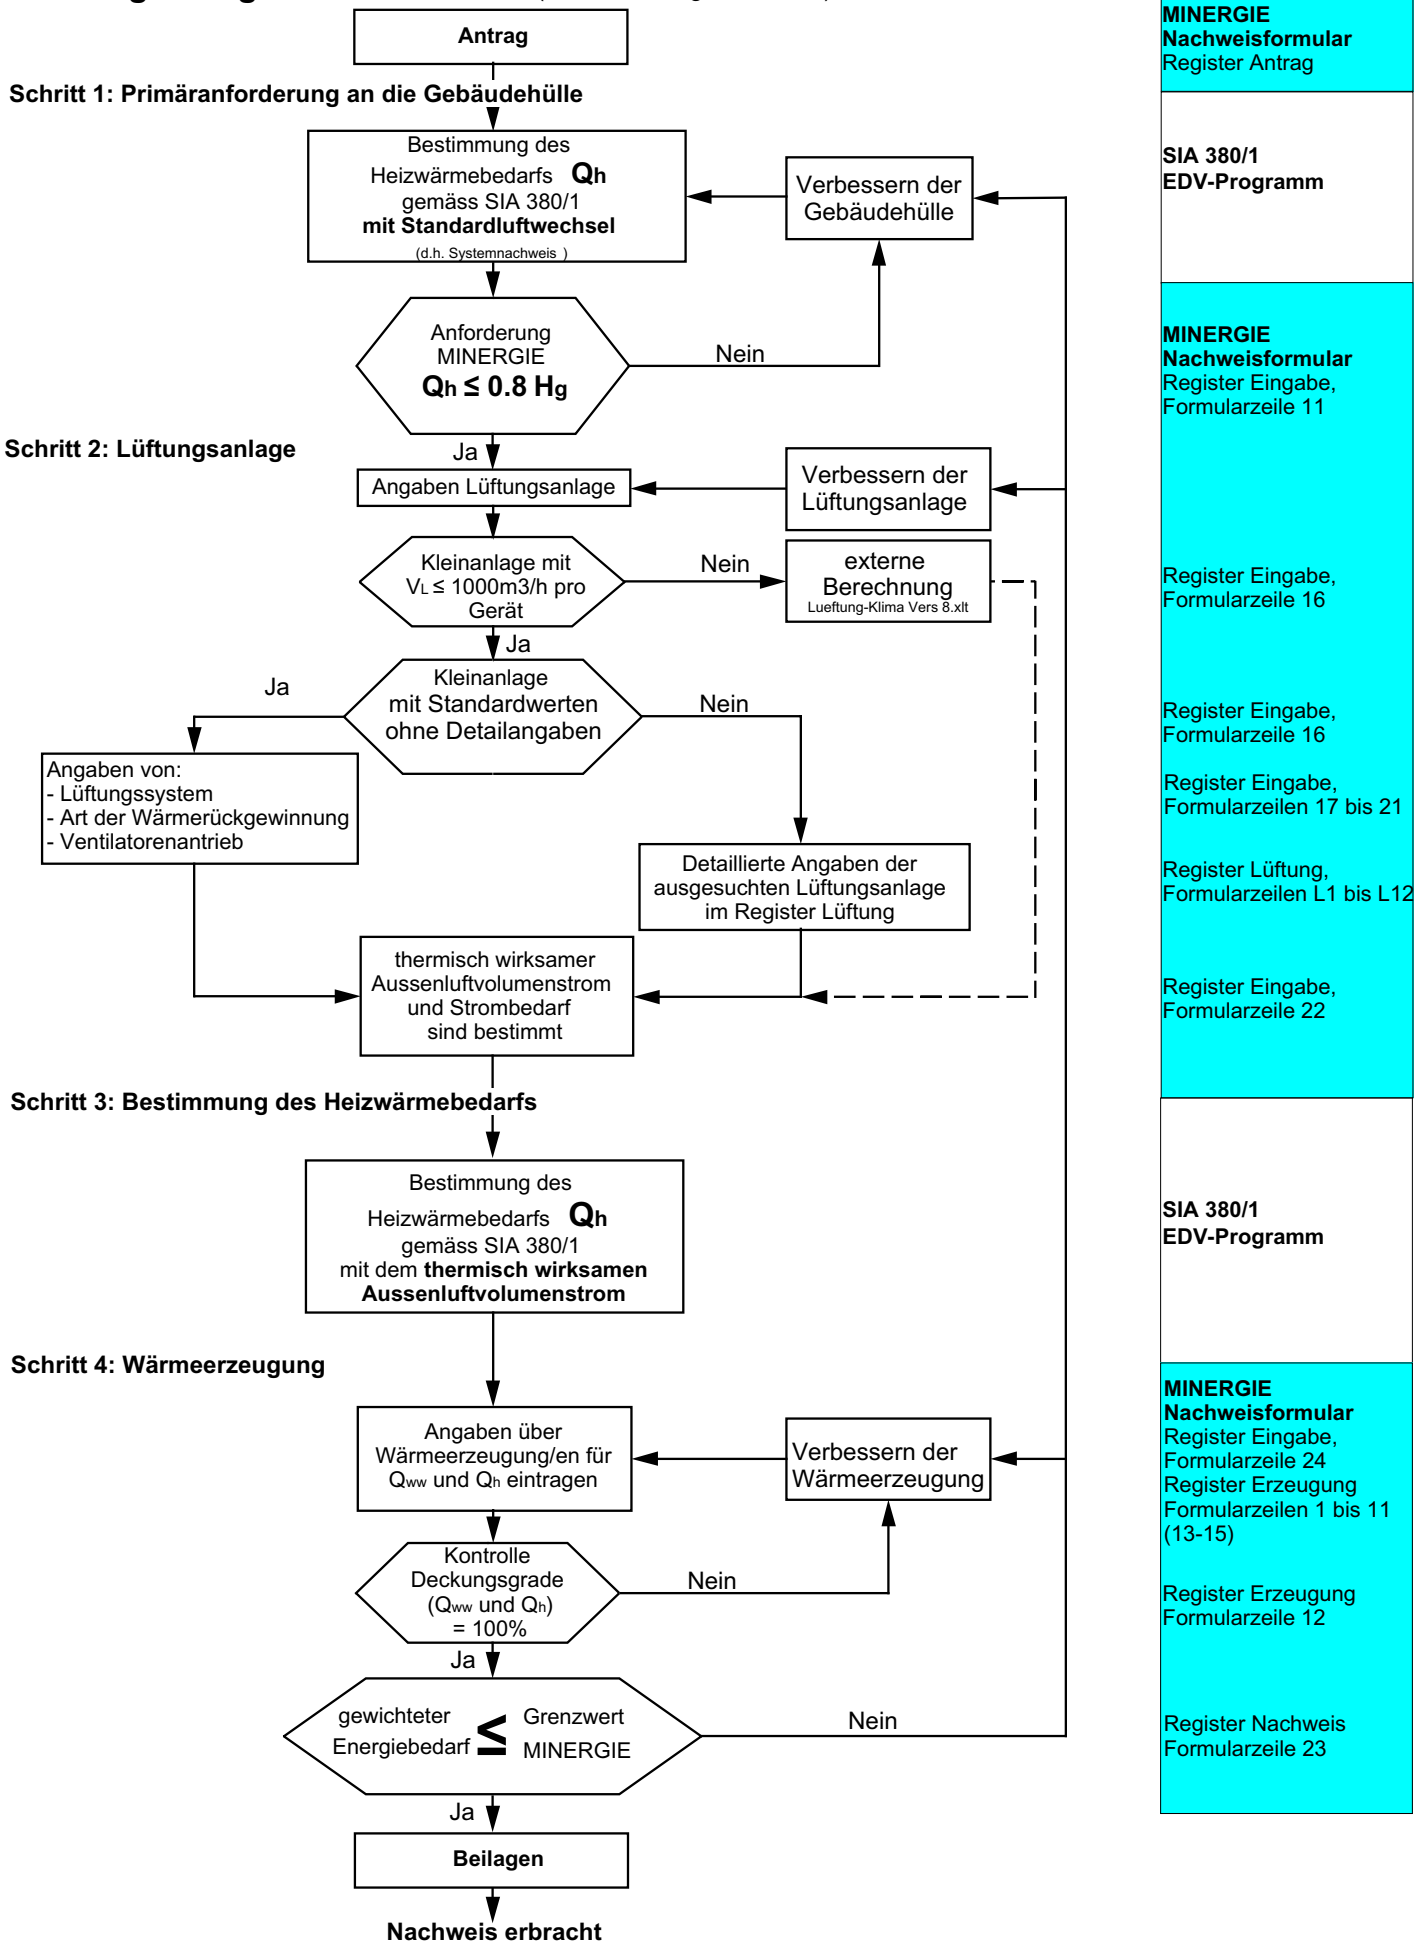 Antrag
Schritt 1: Primäranforderung an die Gebäudehülle
Bestimmung des
Heizwärmebedarfs Qh
gemäss SIA 380/1
mit Standardluftwechsel
(d.h. Systemnachweis )
Verbessern der
Gebäudehülle
Anforderung
MINERGIE
Qh ≤ 0.8 Hg
Nein
Ja
Schritt 2: Lüftungsanlage
Angaben Lüftungsanlage
Verbessern der
Lüftungsanlage
Kleinanlage mit
VL ≤ 1000m3/h pro
Gerät
Nein
externe
Berechnung
Lueftung-Klima Vers 8.xlt
Ja
Kleinanlage
mit Standardwerten
ohne Detailangaben
Ja
Nein
Angaben von:
- Lüftungssystem
- Art der Wärmerückgewinnung
- Ventilatorenantrieb
Detaillierte Angaben der
ausgesuchten Lüftungsanlage
im Register Lüftung
thermisch wirksamer
Aussenluftvolumenstrom
und Strombedarf
sind bestimmt
Schritt 3: Bestimmung des Heizwärmebedarfs
Bestimmung des
Heizwärmebedarfs Qh
gemäss SIA 380/1
mit dem thermisch wirksamen
Aussenluftvolumenstrom
Schritt 4: Wärmeerzeugung
Angaben über
Wärmeerzeugung/en für
Qww und Qh eintragen
Verbessern der
Wärmeerzeugung
Kontrolle
Deckungsgrade
(Qww und Qh)
= 100%
Nein
Ja
gewichteter
Energiebedarf
≤
Grenzwert
MINERGIE
Nein
Ja
Beilagen
Nachweis erbracht
MINERGIE
Nachweisformular
Register Antrag
SIA 380/1
EDV-Programm
MINERGIE
Nachweisformular
Register Eingabe,
Formularzeile 11
Register Eingabe,
Formularzeile 16
Register Eingabe,
Formularzeile 16
Register Eingabe,
Formularzeilen 17 bis 21
Register Lüftung,
Formularzeilen L1 bis L12
Register Eingabe,
Formularzeile 22
SIA 380/1
EDV-Programm
MINERGIE
Nachweisformular
Register Eingabe,
Formularzeile 24
Register Erzeugung
Formularzeilen 1 bis 11
(13-15)
Register Erzeugung
Formularzeile 12
Register Nachweis
Formularzeile 23